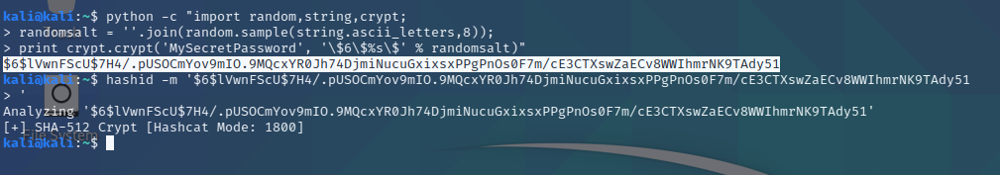 kali@kali:~$ python -c "import random,string,crypt;
> randomsalt = ''.join(random.sample(string.ascii_letters,8));
> print crypt.crypt('MySecretPassword', '\$6\$%s\$' % randomsalt)"
$6$lVwnFScU$7H4/.pUSOCmYov9mIO.9MQcxYR0Jh74DjmiNucuGxixsxPPgPnOs0F7m/cE3CTXswZaECv8WWIhmrNK9TAdy51
kali@kali:~$ hashid -m '$6$lVwnFScU$7H4/.pUSOCmYov9mIO.9MQcxYR0Jh74DjmiNucuGxixsxPPgPnOs0F7m/cE3CTXswZaECv8WWIhmrNK9TAdy51
> '
Analyzing '$6$lVwnFScU$7H4/.pUSOCmYov9mIO.9MQcxYR0Jh74DjmiNucuGxixsxPPgPnOs0F7m/cE3CTXswZaECv8WWIhmrNK9TAdy51'
[+] SHA-512 Crypt [Hashcat Mode: 1800]
File System
kali@kali:~$